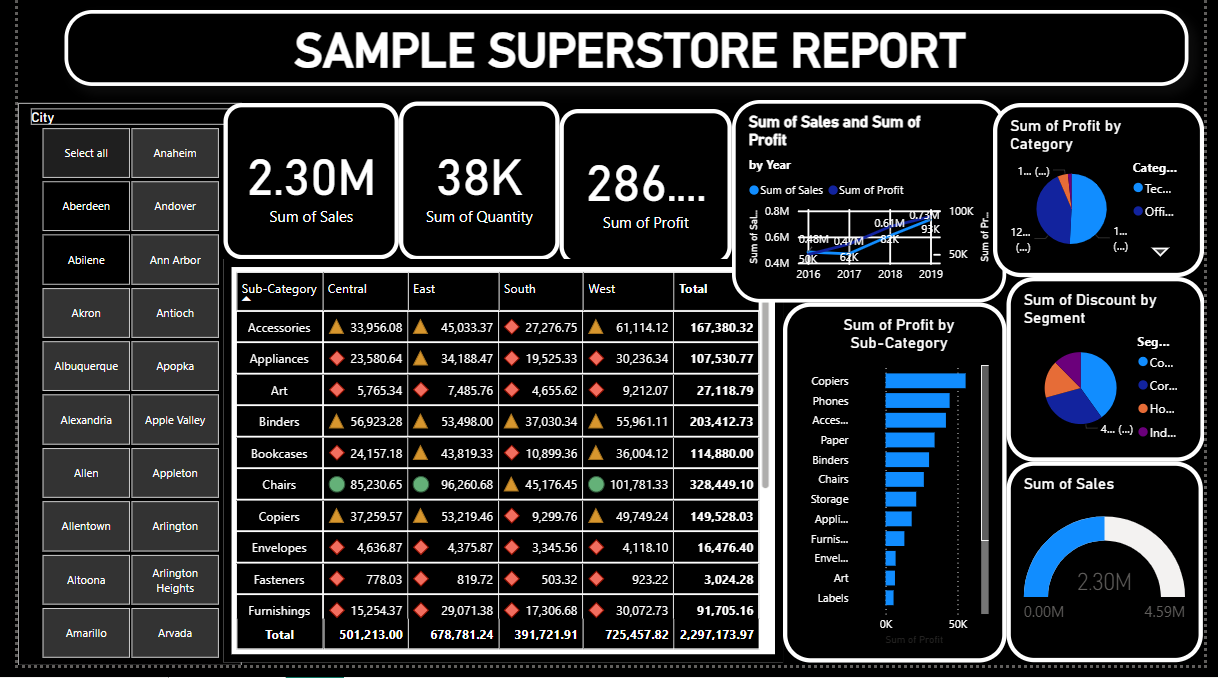 SAMPLE SUPERSTORE REPORT
City
Select all
Anaheim
Aberdeen
Andover
Abilene
Ann Arbor
Akron
Antioch
Albuquerque
Apopka
Alexandria
Apple Valley
Allen
Appleton
Allentown
Arlington
Altoona
Arlington
Heights
Amarillo
Arvada
2.30M
Sum of Sales
38K
Sum of Quantity
286....
Sum of Profit
Sub-Category Central East South West Total
Accessories 33,956.08 45,033.37 27,276.75 61,114.12 167,380.32
Appliances 23,580.64 34,188.47 19,525.33 30,236.34 107,530.77
Art 5,765.34 7,485.76 4,655.62 9,212.07 27,118.79
Binders 56,923.28 53,498.00 37,030.34 55,961.11 203,412.73
Bookcases 24,157.18 43,819.33 10,899.36 36,004.12 114,880.00
Chairs 85,230.65 96,260.68 45,176.45 101,781.33 328,449.10
Copiers 37,259.57 53,219.46 9,299.76 49,749.24 149,528.03
Envelopes 4,636.87 4,375.87 3,345.56 4,118.10 16,476.40
Fasteners 778.03 819.72 503.32 923.22 3,024.28
Furnishings 15,254.37 29,071.38 17,306.68 30,072.73 91,705.16
Total 501,213.00 678,781.24 391,721.91 725,457.82 2,297,173.97
Sum of Sales and Sum of
Profit
by Year
Sum of Sales Sum of Profit
Sum of Sal...
0.8M
0.6M
0.4M
0.48M
0.47M
0.61M
0.73M
50K
62K
82K
93K
100K
50K
Sum of Pr...
2016 2017 2018 2019
Sum of Profit by
Category
Categ...
Tec...
Offi...
1... (...)
12...
(...)
1...
(...)
Sum of Profit by
Sub-Category
Copiers
Phones
Acces...
Paper
Binders
Chairs
Storage
Appli...
Furnis...
Envel...
Art
Labels
0K 50K
Sum of Profit
Sum of Discount by
Segment
Seg...
Co...
Cor...
Ho...
Ind...
4... (...)
Sum of Sales
2.30M
0.00M 4.59M